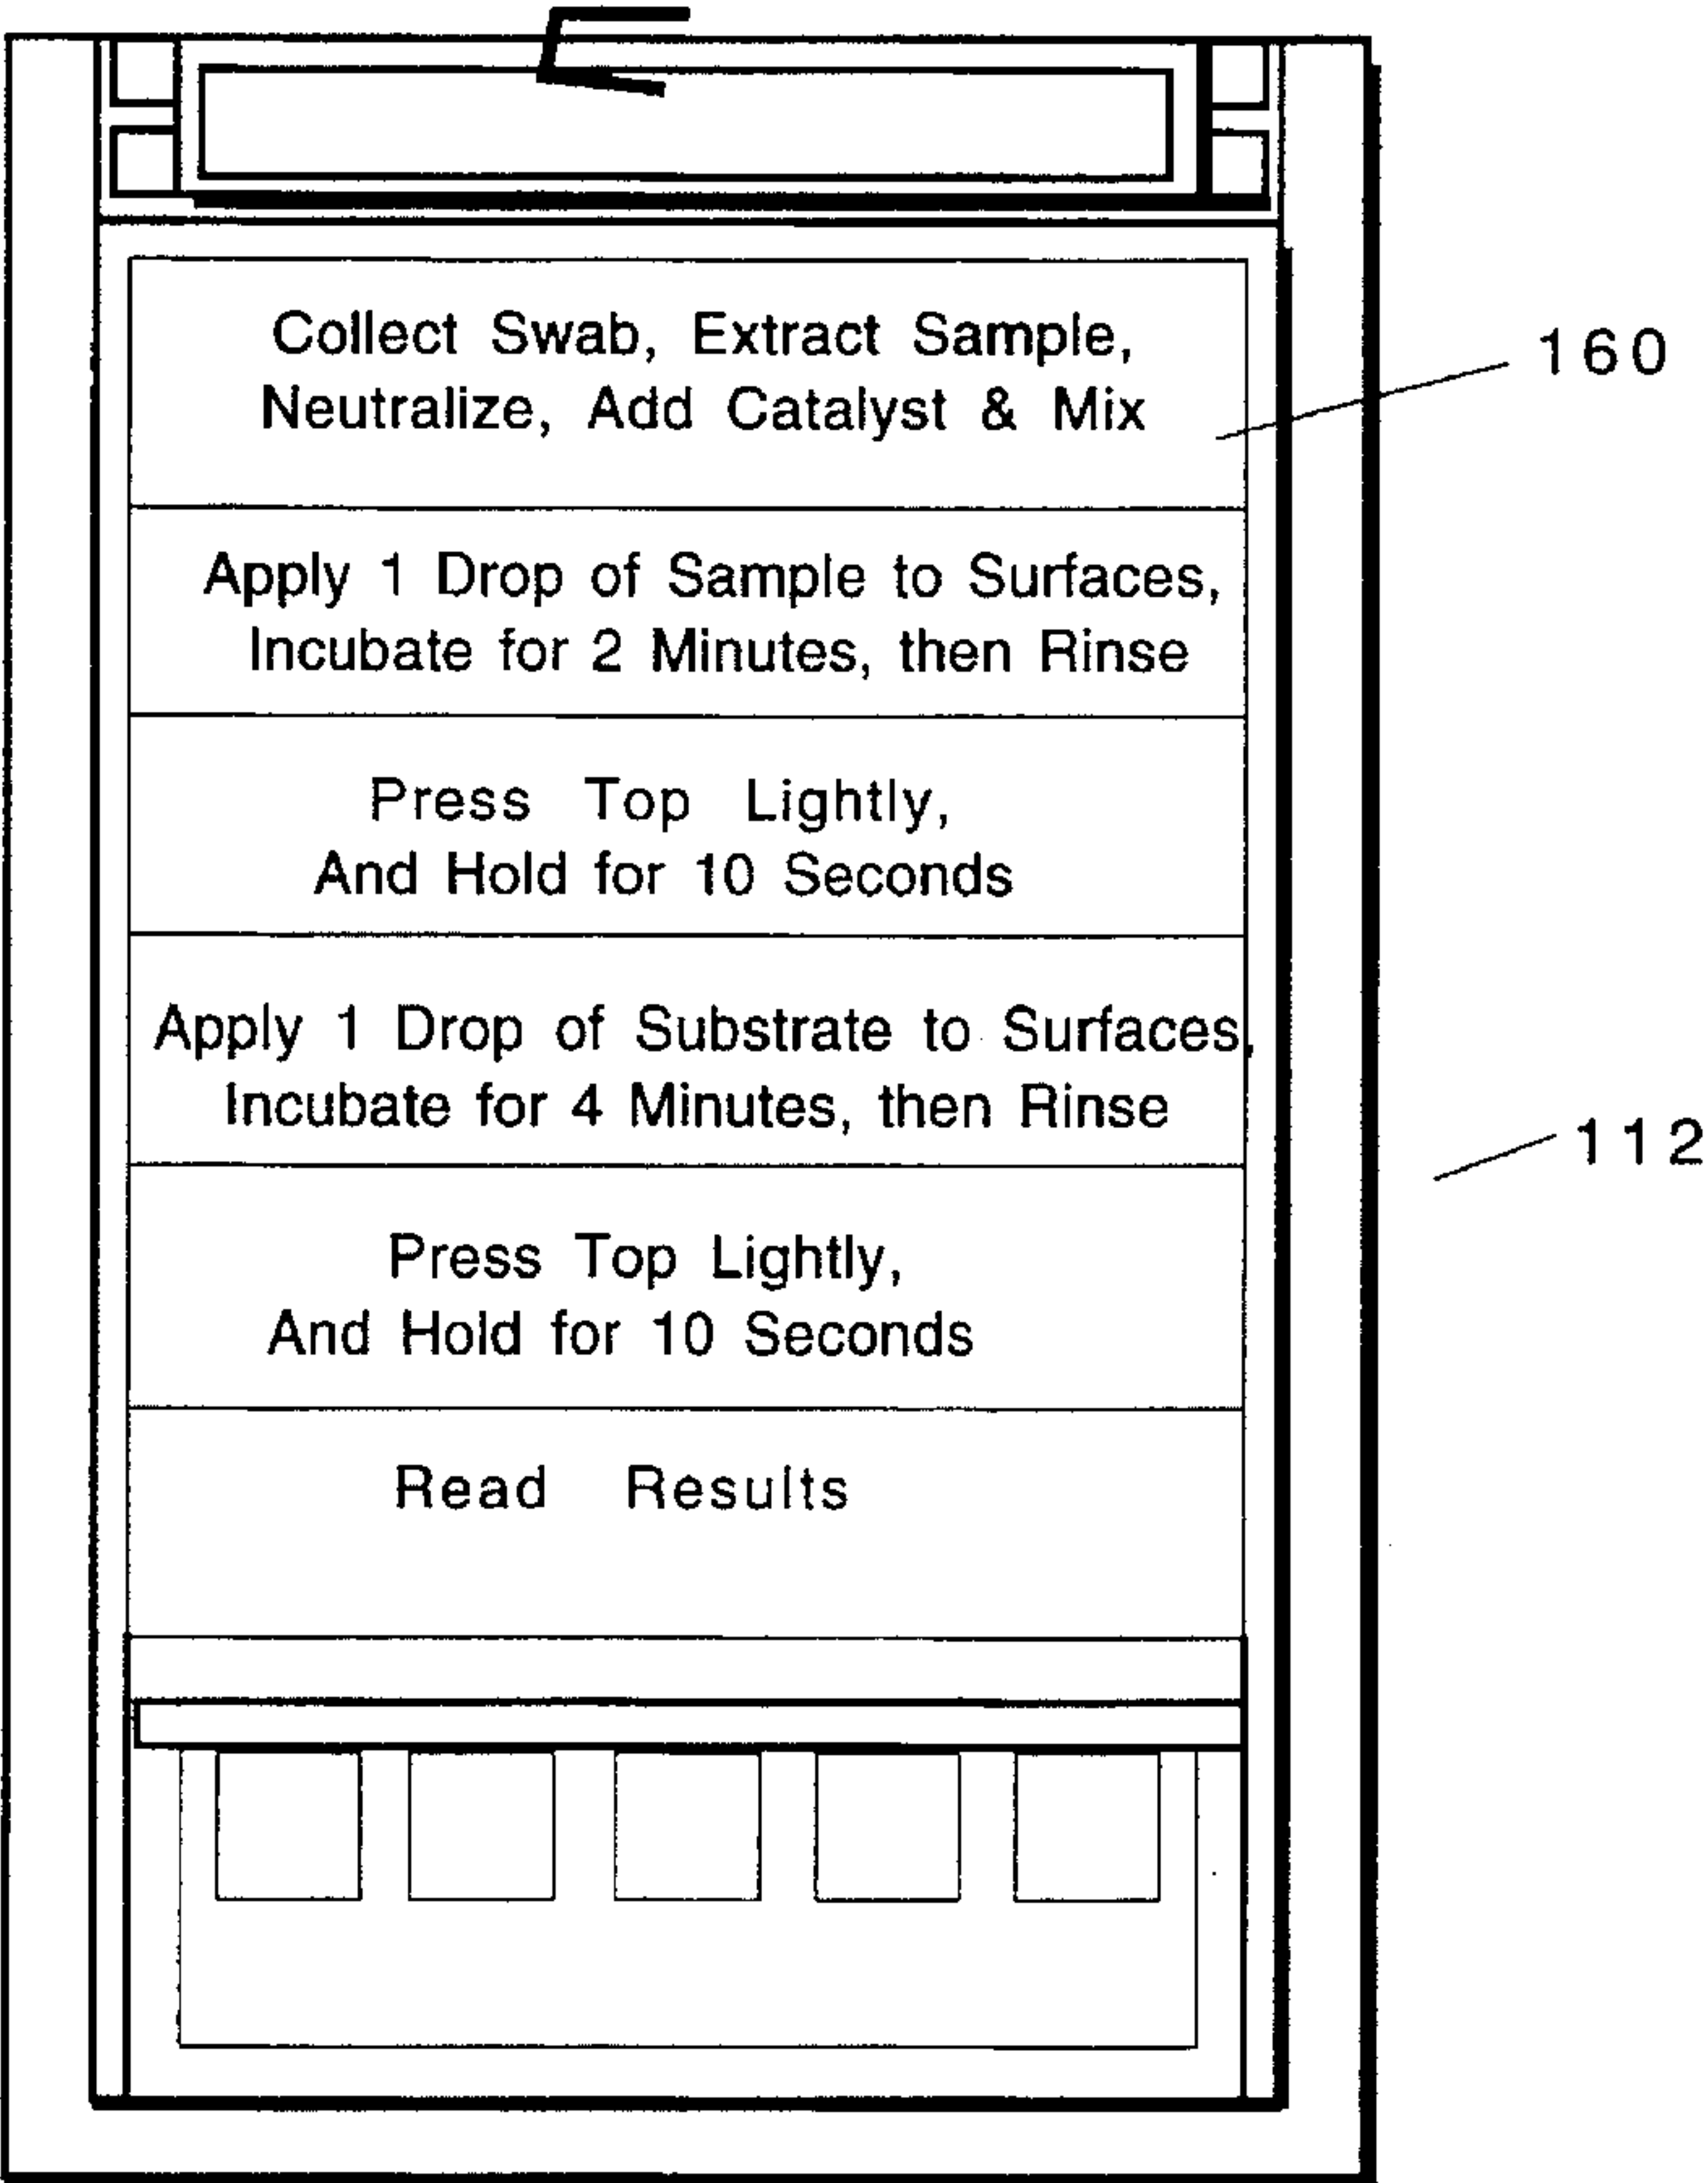 Collect Swab, Extract Sample,
Neutralize, Add Catalyst & Mix
160
Apply 1 Drop of Sample to Surfaces,
Incubate for 2 Minutes, then Rinse
Press Top Lightly,
And Hold for 10 Seconds
Apply 1 Drop of Substrate to Surfaces,
Incubate for 4 Minutes, then Rinse
112
Press Top Lightly,
And Hold for 10 Seconds
Read Results